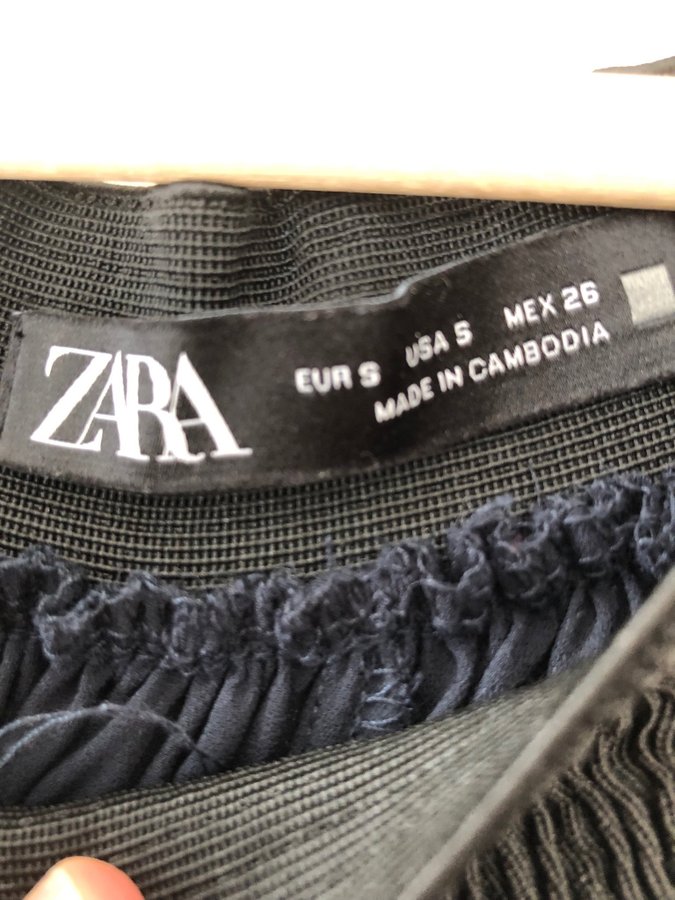 ZARA
EUR S USA S MEX 26
MADE IN CAMBODIA